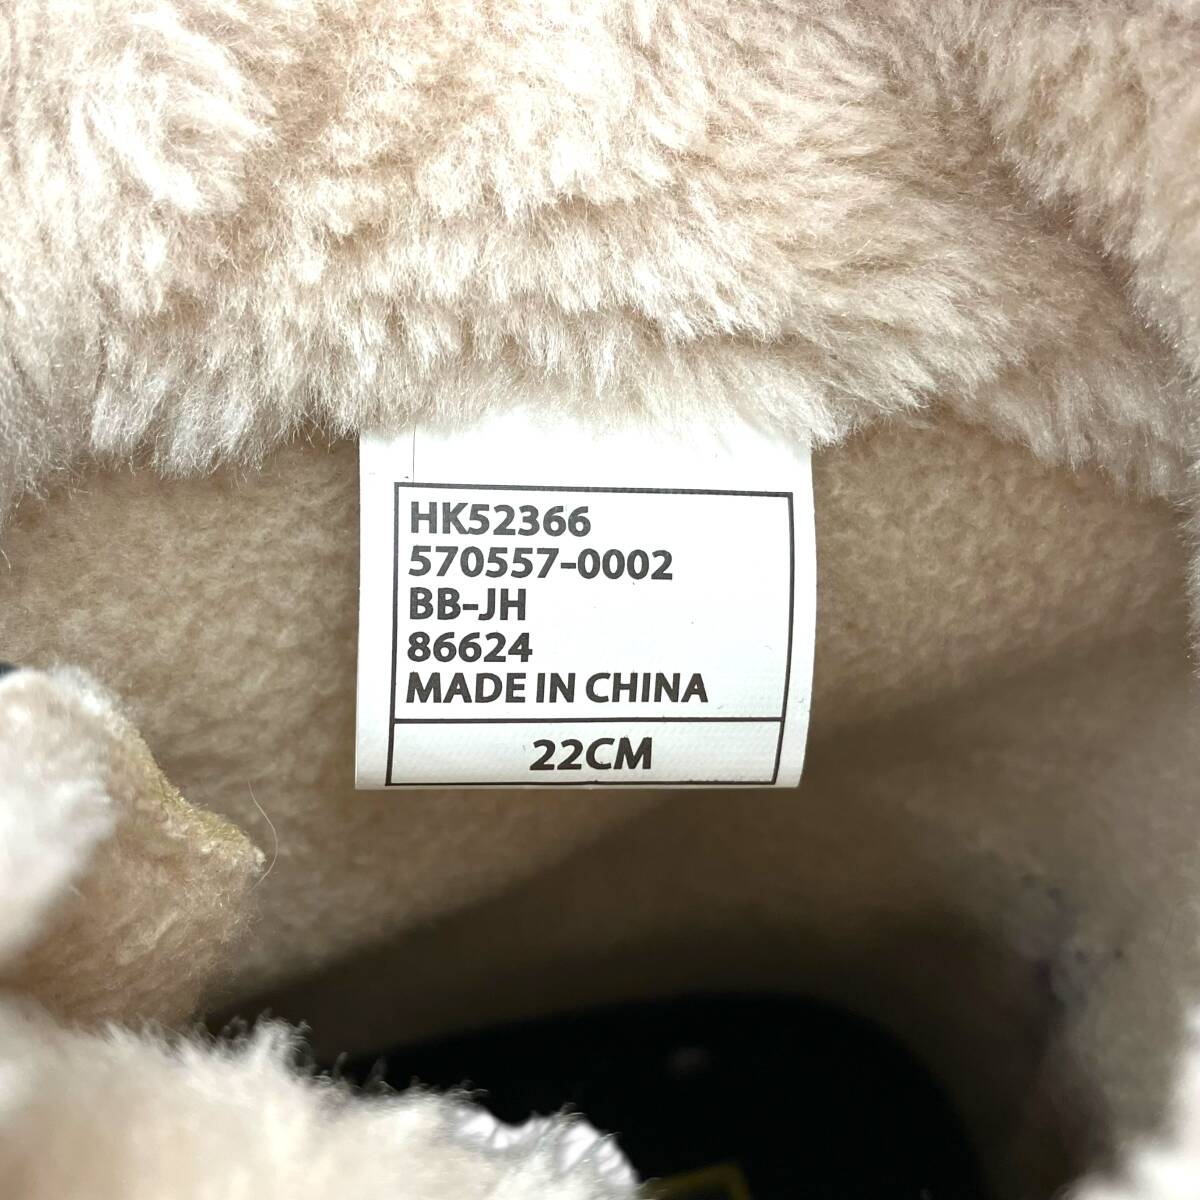 HK52366
570557-0002
BB-JH
86624
MADE IN CHINA
22CM